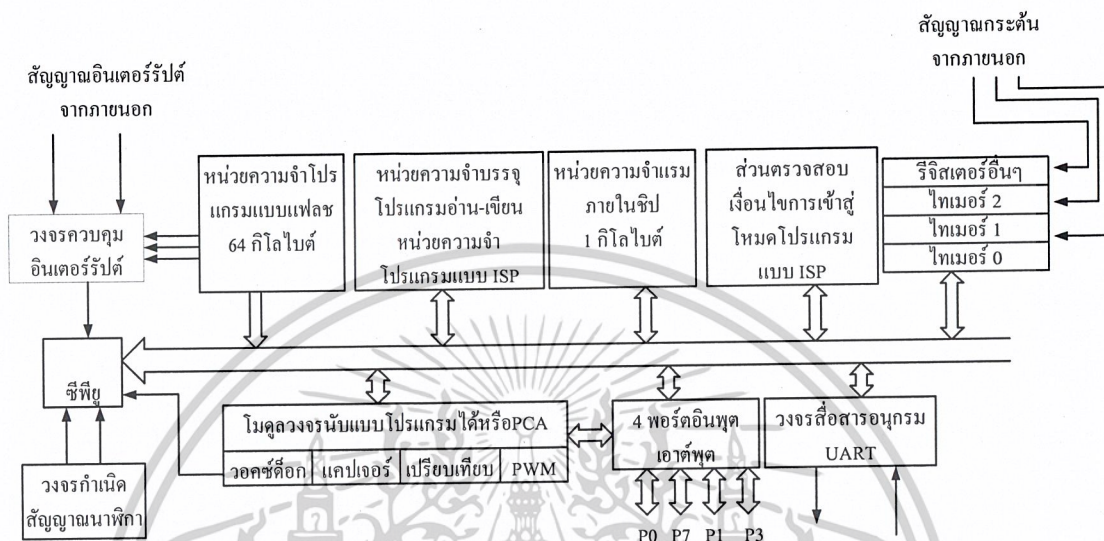 สัญญาณกระตุ้น
จากภายนอก
สัญญาณอินเตอร์รัปต์
จากภายนอก
วงจรควบคุม
อินเตอร์รัปต์
หน่วยความจำโปร
แกรมแบบแฟลช
64 กิโลไบต์
หน่วยความจำบรรจุ
โปรแกรมอ่าน-เขียน
หน่วยความจำ
โปรแกรมแบบ ISP
หน่วยความจำแรม
ภายในชิป
1 กิโลไบต์
ส่วนตรวจสอบ
เงื่อนไขการเข้าสู่
โหมดโปรแกรม
แบบ ISP
รีจิสเตอร์อื่นๆ
ไทเมอร์ 2
ไทเมอร์ 1
ไทเมอร์ 0
ซีพียู
วงจรกำเนิด
สัญญาณนาฬิกา
โมดูลวงจรนับแบบโปรแกรมได้หรือPCA
วอตช์ด็อก แคปเจอร์ เปรียบเทียบ PWM
4 พอร์ตอินพุต
เอาต์พุต
P0 P7 P1 P3
วงจรสื่อสารอนุกรม
UART